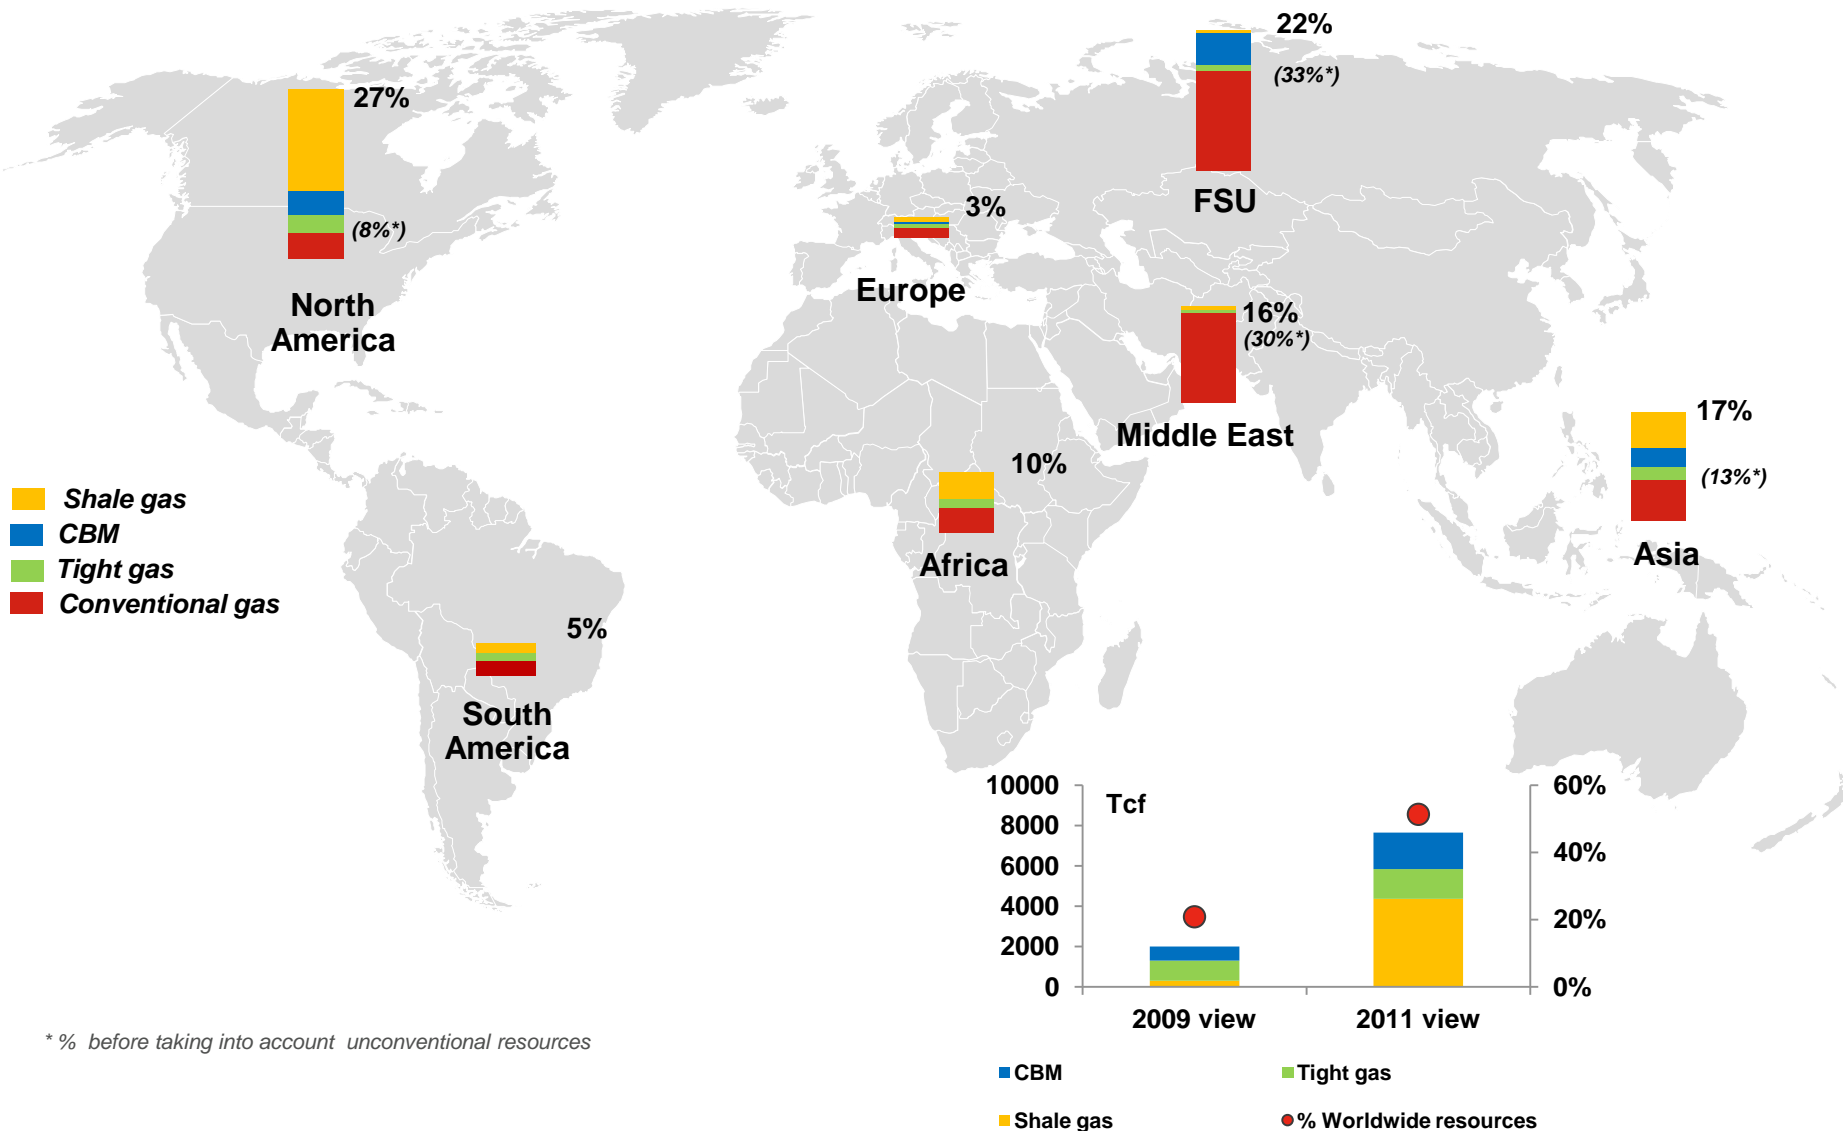 22%
(33%*)
FSU
27%
(8%*)
North
America
3%
Europe
16%
(30%*)
Middle East
17%
(13%*)
Asia
10%
Africa
Shale gas
CBM
Tight gas
Conventional gas
5%
South
America
Tcf
10000
8000
6000
4000
2000
0
60%
40%
20%
0%
2009 view
2011 view
CBM
Tight gas
Shale gas
% Worldwide resources
* % before taking into account unconventional resources